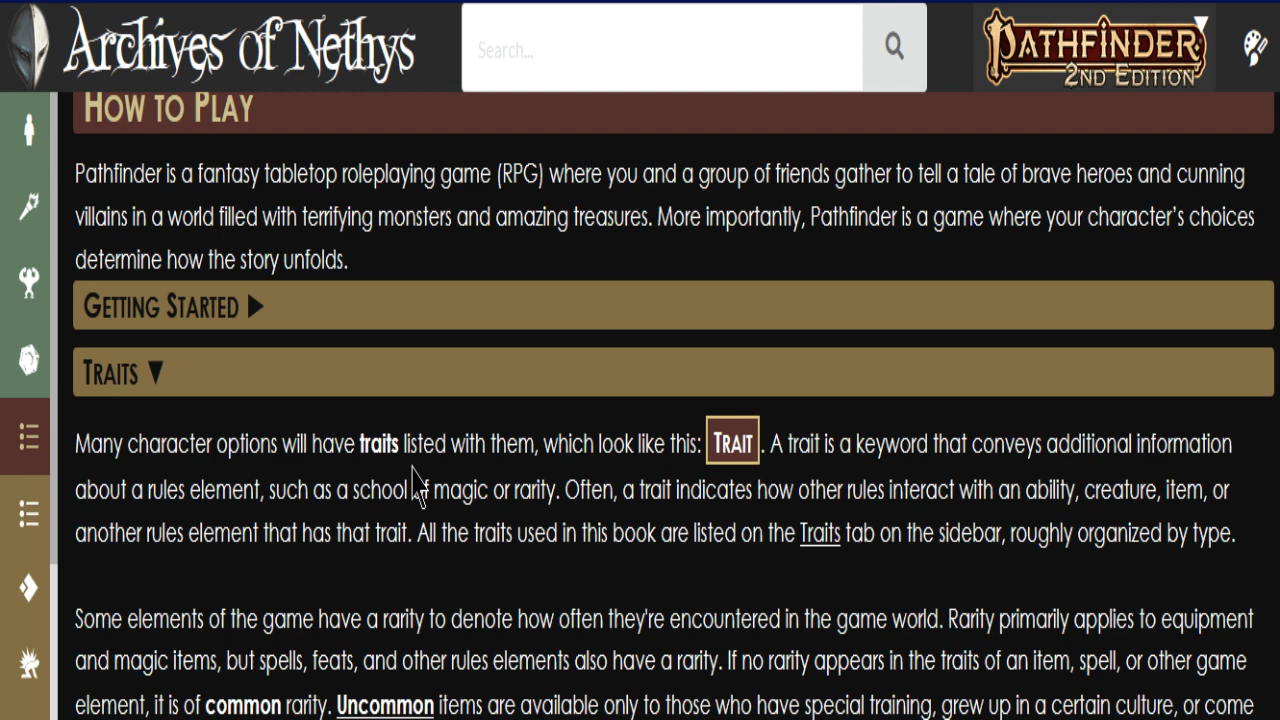 Archives of Nethys
Search...
PATHFINDER
2ND EDITION
HOW TO PLAY
Pathfinder is a fantasy tabletop roleplaying game (RPG) where you and a group of friends gather to tell a tale of brave heroes and cunning
villains in a world filled with terrifying monsters and amazing treasures. More importantly, Pathfinder is a game where your character's choices
determine how the story unfolds.
GETTING STARTED ▶
TRAITS ▼
Many character options will have traits listed with them, which look like this: TRAIT. A trait is a keyword that conveys additional information
about a rules element, such as a school of magic or rarity. Often, a trait indicates how other rules interact with an ability, creature, item, or
another rules element that has that trait. All the traits used in this book are listed on the Traits tab on the sidebar, roughly organized by type.
Some elements of the game have a rarity to denote how often they're encountered in the game world. Rarity primarily applies to equipment
and magic items, but spells, feats, and other rules elements also have a rarity. If no rarity appears in the traits of an item, spell, or other game
element, it is of common rarity. Uncommon items are available only to those who have special training, grew up in a certain culture, or come